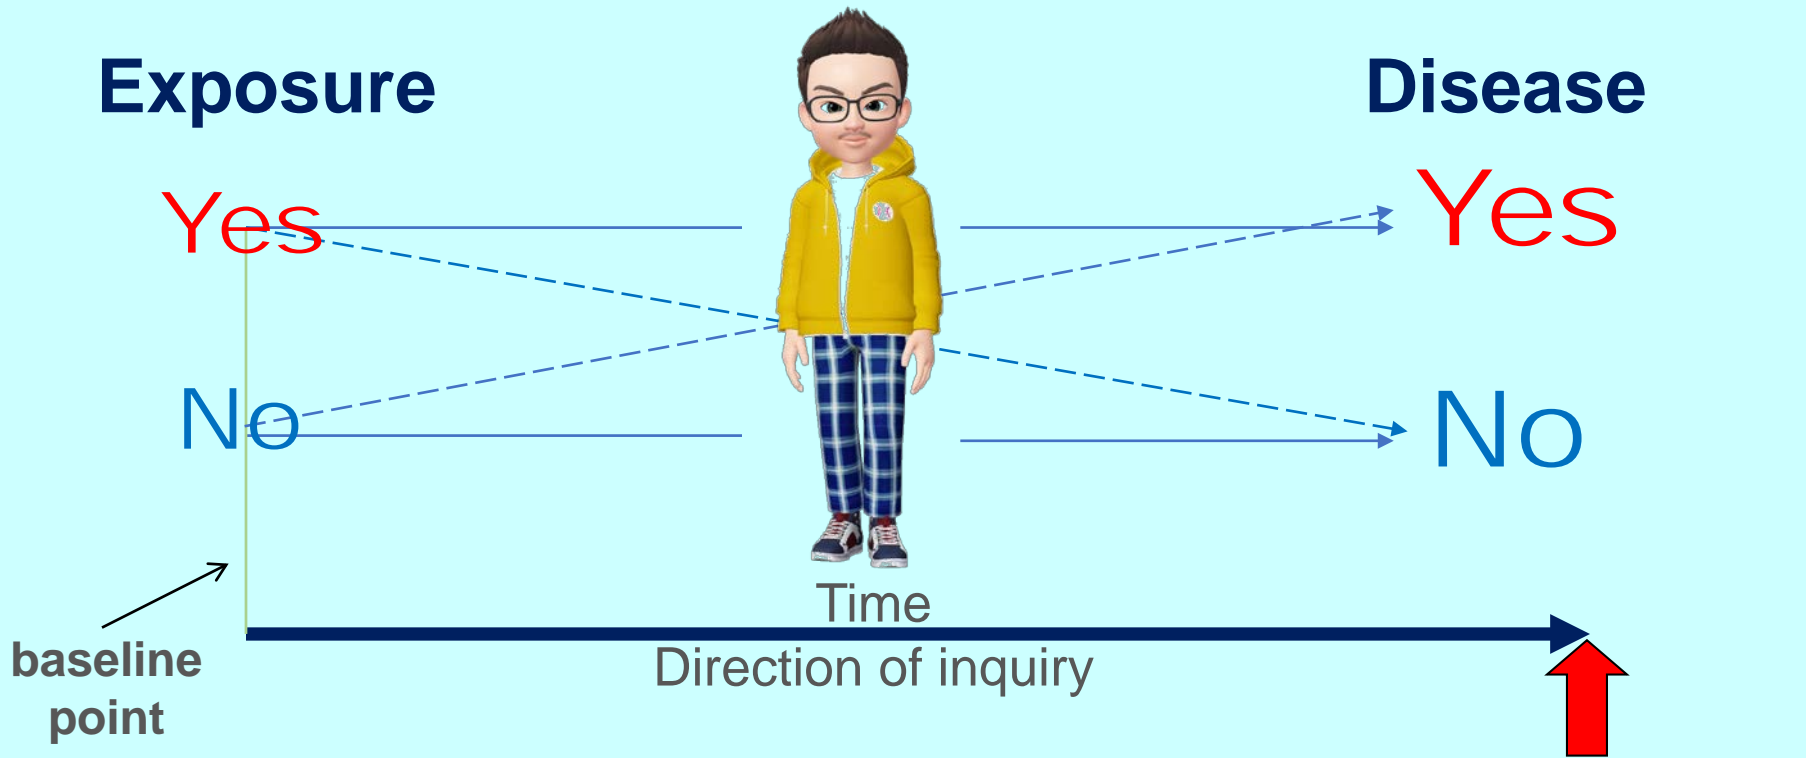 Exposure
Disease
Yes
Yes
No
No
Time
Direction of inquiry
baseline
point